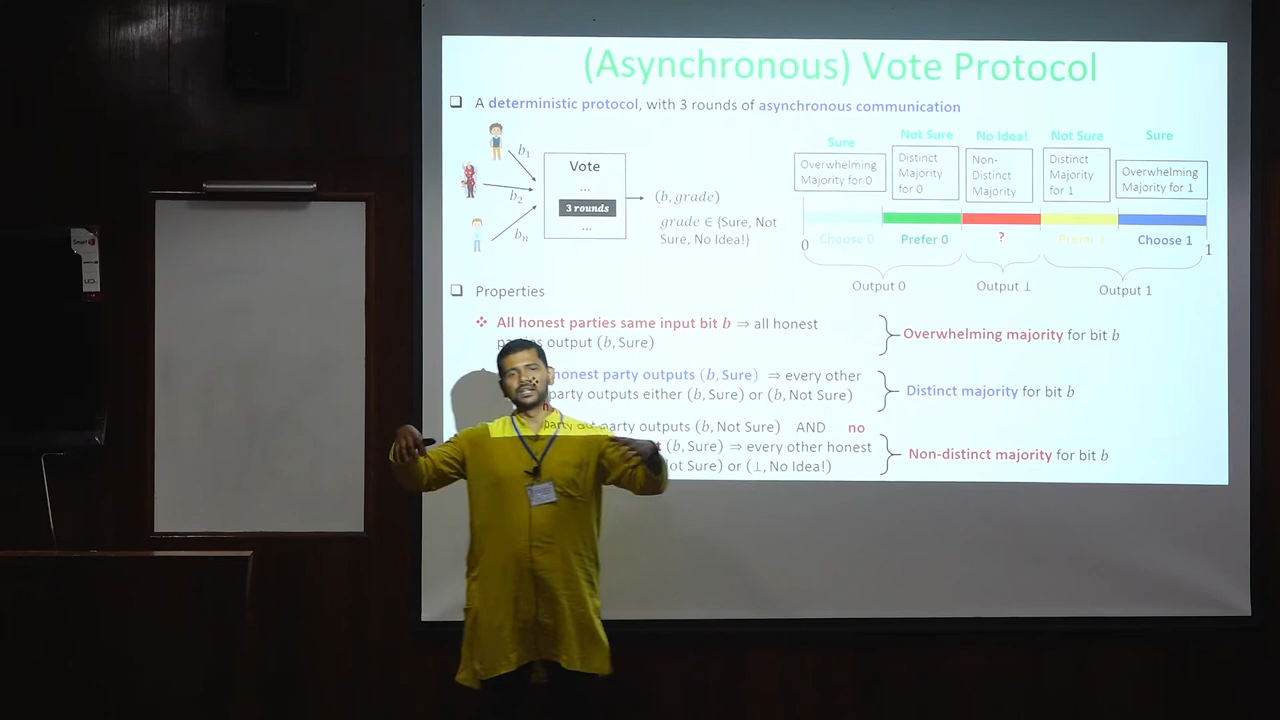 (Asynchronous) Vote Protocol
A deterministic protocol, with 3 rounds of asynchronous communication
b₁
b₂
bₙ
Vote
...
3 rounds
...
(b, grade)
grade ∈ {Sure, Not
Sure, No Idea!}
Sure
Not Sure
No Idea!
Not Sure
Sure
Overwhelming
Majority for 0
Distinct
Majority
for 0
Non-
Distinct
Majority
Distinct
Majority
for 1
Overwhelming
Majority for 1
0
Choose 0
Prefer 0
?
Prefer 1
Choose 1
1
Output 0
Output ⊥
Output 1
Properties
All honest parties same input bit b ⇒ all honest
output (b, Sure)
Overwhelming majority for bit b
honest party outputs (b, Sure) ⇒ every other
party outputs either (b, Sure) or (b, Not Sure)
Distinct majority for bit b
party outputs (b, Not Sure) AND no
(b, Sure) ⇒ every other honest
Sure) or (⊥, No Idea!)
Non-distinct majority for bit b